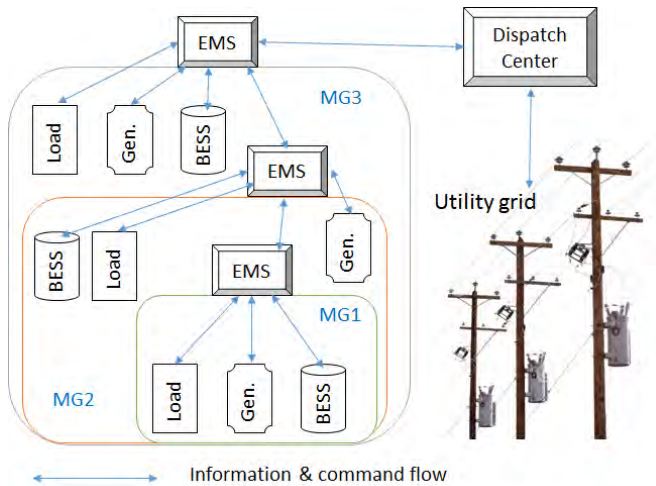 EMS
Dispatch
Center
MG3
Load
Gen.
BESS
EMS
Utility grid
BESS
Load
Gen.
EMS
MG1
Load
Gen.
BESS
MG2
Information & command flow